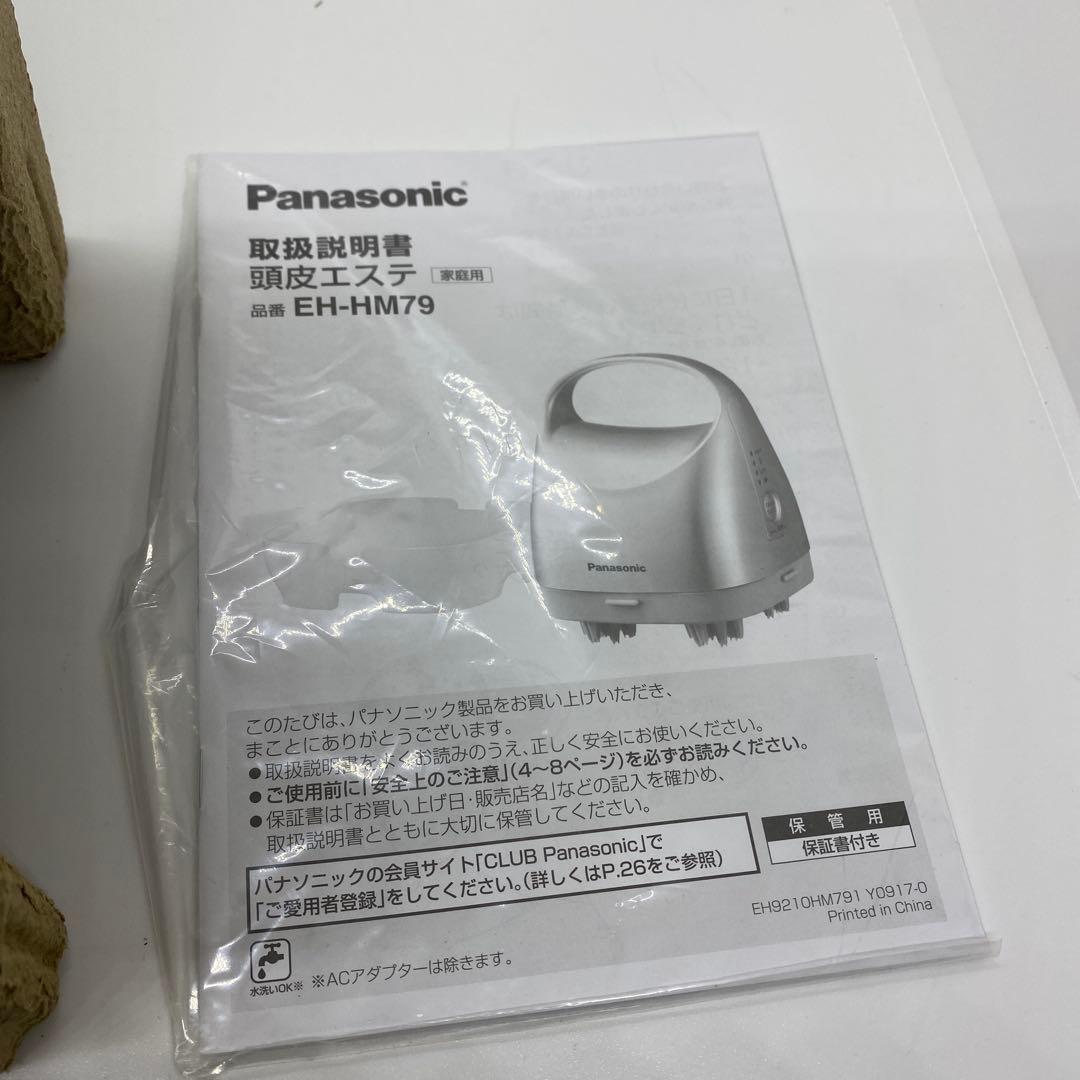 Panasonic
取扱説明書
頭皮エステ 家庭用
品番 EH-HM79
Panasonic
このたびは、パナソニック製品をお買い上げいただき、
まことにありがとうございます。
●取扱説明書をよくお読みのうえ、正しく安全にお使いください。
●ご使用前に「安全上のご注意」(4～8ページ)を必ずお読みください。
●保証書は「お買い上げ日・販売店名」などの記入を確かめ、
取扱説明書とともに大切に保管してください。
パナソニックの会員サイト「CLUB Panasonic」で
「ご愛用者登録」をしてください。(詳しくはP.26をご参照)
保管用
保証書付き
EH9210HM791 Y0917-0
Printed in China
水洗いOK※ ※ACアダプターは除きます。